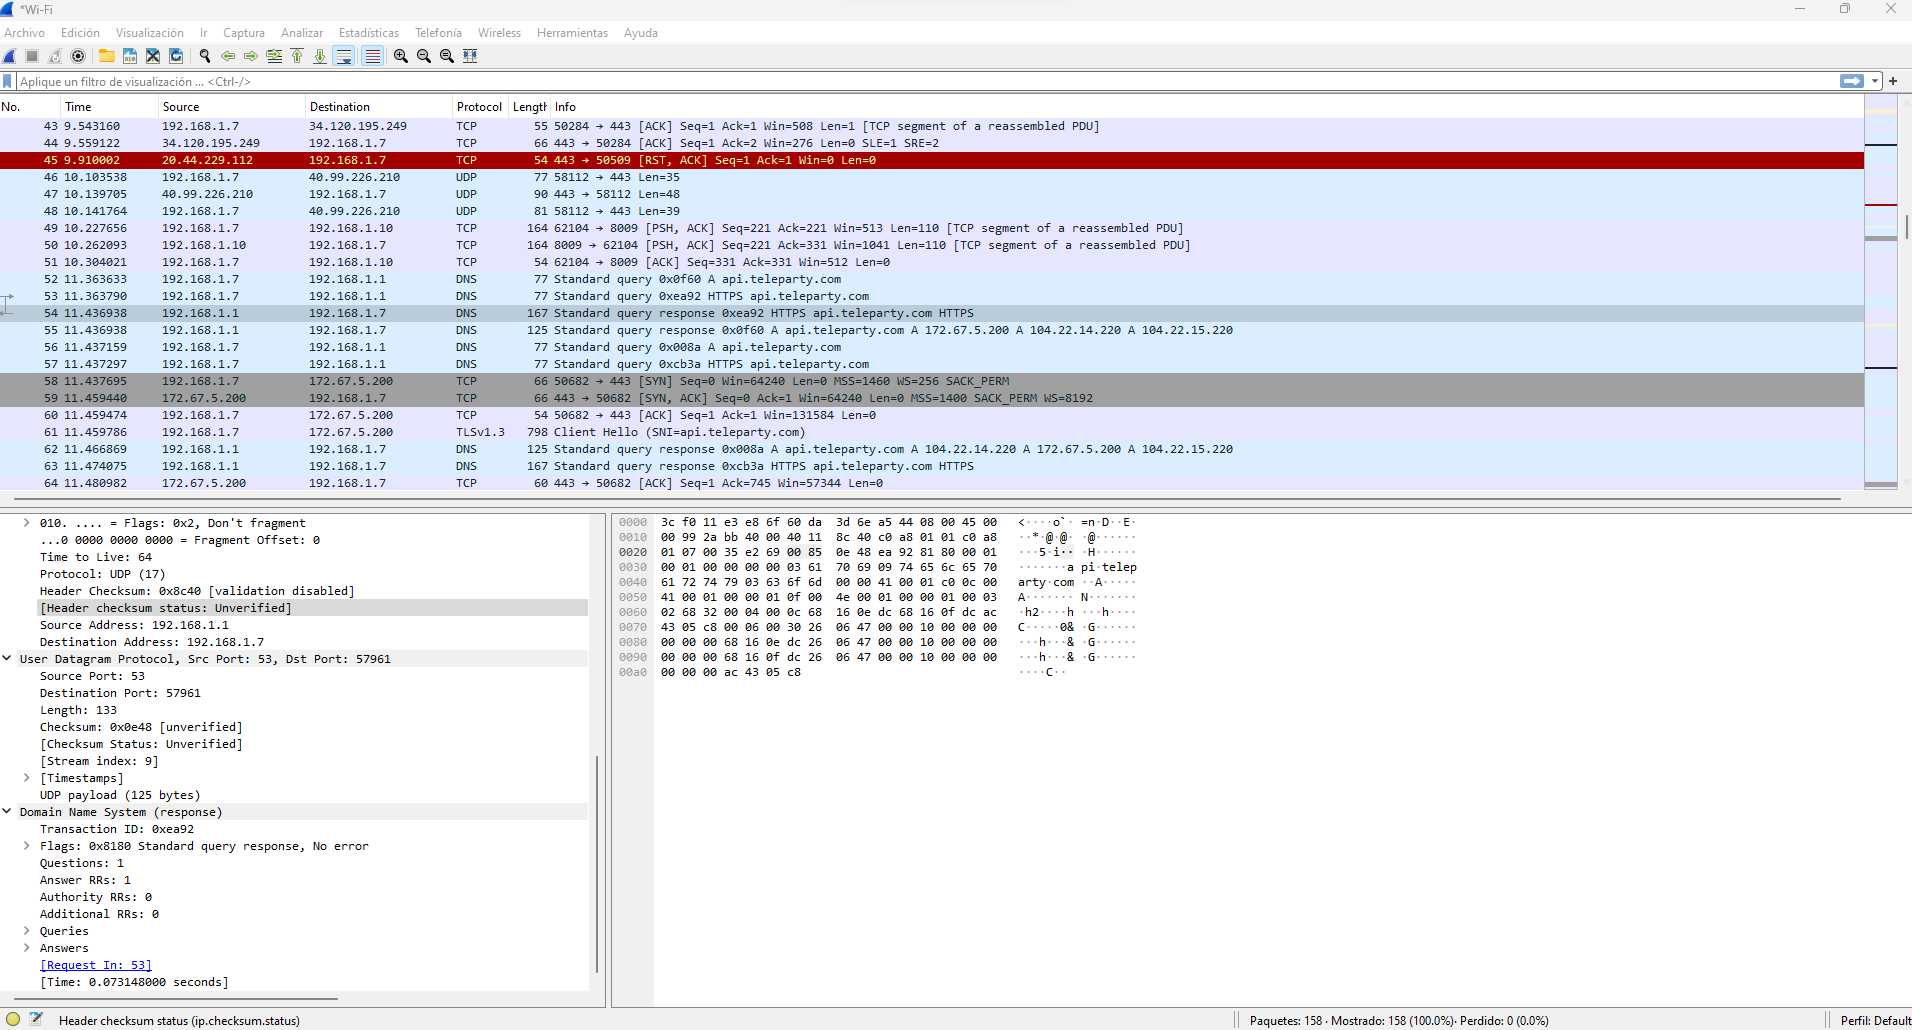 *Wi-Fi
Archivo Edición Visualización Ir Captura Analizar Estadísticas Telefonía Wireless Herramientas Ayuda
Aplique un filtro de visualización ... <Ctrl-/>
No. Time Source Destination Protocol Length Info
43 9.543160 192.168.1.7 34.120.195.249 TCP 55 50284 → 443 [ACK] Seq=1 Ack=1 Win=508 Len=1 [TCP segment of a reassembled PDU]
44 9.559122 34.120.195.249 192.168.1.7 TCP 66 443 → 50284 [ACK] Seq=1 Ack=2 Win=276 Len=0 SLE=1 SRE=2
45 9.910002 20.44.229.112 192.168.1.7 TCP 54 443 → 50509 [RST, ACK] Seq=1 Ack=1 Win=0 Len=0
46 10.103538 192.168.1.7 40.99.226.210 UDP 77 58112 → 443 Len=35
47 10.139705 40.99.226.210 192.168.1.7 UDP 90 443 → 58112 Len=48
48 10.141764 192.168.1.7 40.99.226.210 UDP 81 58112 → 443 Len=39
49 10.227656 192.168.1.7 192.168.1.10 TCP 164 62104 → 8009 [PSH, ACK] Seq=221 Ack=221 Win=513 Len=110 [TCP segment of a reassembled PDU]
50 10.262093 192.168.1.10 192.168.1.7 TCP 164 8009 → 62104 [PSH, ACK] Seq=221 Ack=331 Win=1041 Len=110 [TCP segment of a reassembled PDU]
51 10.304021 192.168.1.7 192.168.1.10 TCP 54 62104 → 8009 [ACK] Seq=331 Ack=331 Win=512 Len=0
52 11.363633 192.168.1.7 192.168.1.1 DNS 77 Standard query 0x0f60 A api.teleparty.com
53 11.363790 192.168.1.7 192.168.1.1 DNS 77 Standard query 0xea92 HTTPS api.teleparty.com
54 11.436938 192.168.1.1 192.168.1.7 DNS 167 Standard query response 0xea92 HTTPS api.teleparty.com HTTPS
55 11.436938 192.168.1.1 192.168.1.7 DNS 125 Standard query response 0x0f60 A api.teleparty.com A 172.67.5.200 A 104.22.14.220 A 104.22.15.220
56 11.437159 192.168.1.7 192.168.1.1 DNS 77 Standard query 0x008a A api.teleparty.com
57 11.437297 192.168.1.7 192.168.1.1 DNS 77 Standard query 0xcb3a HTTPS api.teleparty.com
58 11.437695 192.168.1.7 172.67.5.200 TCP 66 50682 → 443 [SYN] Seq=0 Win=64240 Len=0 MSS=1460 WS=256 SACK_PERM
59 11.459440 172.67.5.200 192.168.1.7 TCP 66 443 → 50682 [SYN, ACK] Seq=0 Ack=1 Win=64240 Len=0 MSS=1400 SACK_PERM WS=8192
60 11.459474 192.168.1.7 172.67.5.200 TCP 54 50682 → 443 [ACK] Seq=1 Ack=1 Win=131584 Len=0
61 11.459786 192.168.1.7 172.67.5.200 TLSv1.3 798 Client Hello (SNI=api.teleparty.com)
62 11.466869 192.168.1.1 192.168.1.7 DNS 125 Standard query response 0x008a A api.teleparty.com A 104.22.14.220 A 172.67.5.200 A 104.22.15.220
63 11.474075 192.168.1.1 192.168.1.7 DNS 167 Standard query response 0xcb3a HTTPS api.teleparty.com HTTPS
64 11.480982 172.67.5.200 192.168.1.7 TCP 60 443 → 50682 [ACK] Seq=1 Ack=745 Win=57344 Len=0
010. .... = Flags: 0x2, Don't fragment
...0 0000 0000 0000 = Fragment Offset: 0
Time to Live: 64
Protocol: UDP (17)
Header Checksum: 0x8c40 [validation disabled]
[Header checksum status: Unverified]
Source Address: 192.168.1.1
Destination Address: 192.168.1.7
User Datagram Protocol, Src Port: 53, Dst Port: 57961
Source Port: 53
Destination Port: 57961
Length: 133
Checksum: 0x0e48 [unverified]
[Checksum Status: Unverified]
[Stream index: 9]
[Timestamps]
UDP payload (125 bytes)
Domain Name System (response)
Transaction ID: 0xea92
Flags: 0x8180 Standard query response, No error
Questions: 1
Answer RRs: 1
Authority RRs: 0
Additional RRs: 0
Queries
Answers
[Request In: 53]
[Time: 0.073148000 seconds]
0000 3c f0 11 e3 e8 6f 60 da 3d 6e a5 44 08 00 45 00 <····o`· =n·D··E·
0010 00 99 2a bb 40 00 40 11 8c 40 c0 a8 01 01 c0 a8 ··*·@·@· ·@······
0020 01 07 00 35 e2 69 00 85 0e 48 ea 92 81 80 00 01 ···5·i·· ·H······
0030 00 01 00 00 00 00 03 61 70 69 09 74 65 6c 65 70 ·······a pi·telep
0040 61 72 74 79 03 63 6f 6d 00 00 41 00 01 c0 0c 00 arty·com ··A·····
0050 41 00 01 00 00 01 0f 00 4e 00 01 00 00 01 00 03 A······· N·······
0060 02 68 32 00 04 00 0c 68 16 0e dc 68 16 0f dc ac ·h2····h ···h····
0070 43 05 c8 00 06 00 30 26 06 47 00 00 10 00 00 00 C·····0& ·G······
0080 00 00 00 68 16 0e dc 26 06 47 00 00 10 00 00 00 ···h···& ·G······
0090 00 00 00 68 16 0f dc 26 06 47 00 00 10 00 00 00 ···h···& ·G······
00a0 00 00 00 ac 43 05 c8 ····C··
Header checksum status (ip.checksum.status) Paquetes: 158 · Mostrado: 158 (100.0%) · Perdido: 0 (0.0%) Perfil: Default